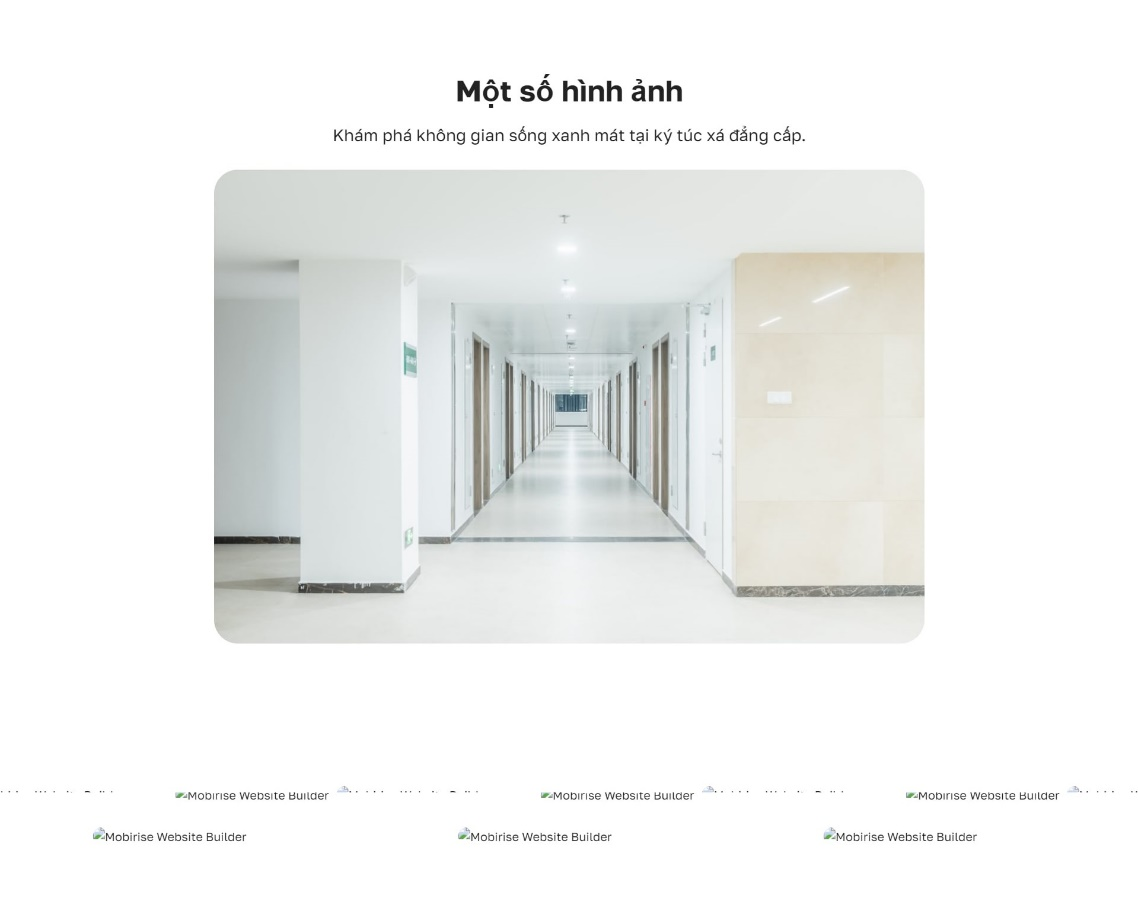 Một số hình ảnh
Khám phá không gian sống xanh mát tại ký túc xá đẳng cấp.
Mobirise Website Builder Mobirise Website Builder Mobirise Website Builder
Mobirise Website Builder Mobirise Website Builder Mobirise Website Builder